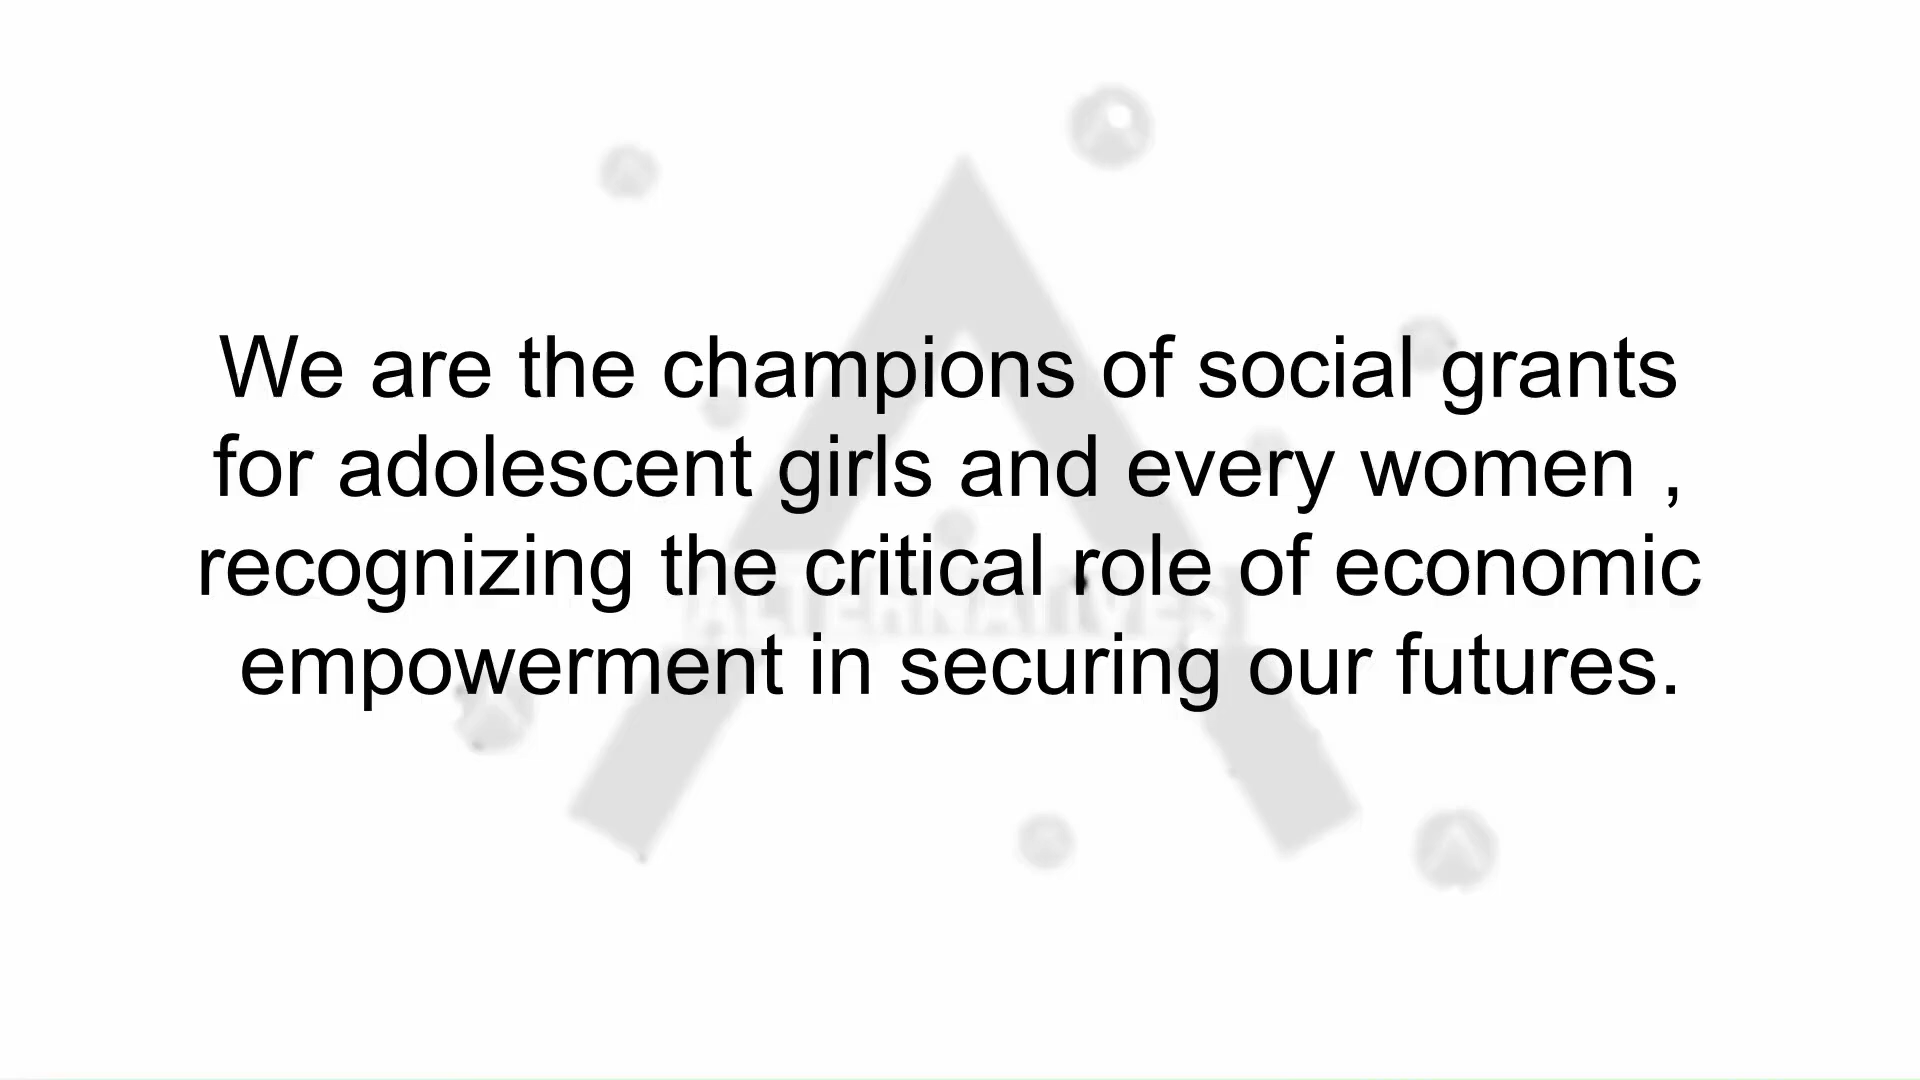 We are the champions of social grants
for adolescent girls and every women ,
recognizing the critical role of economic
ALTERNATIVES
empowerment in securing our futures.